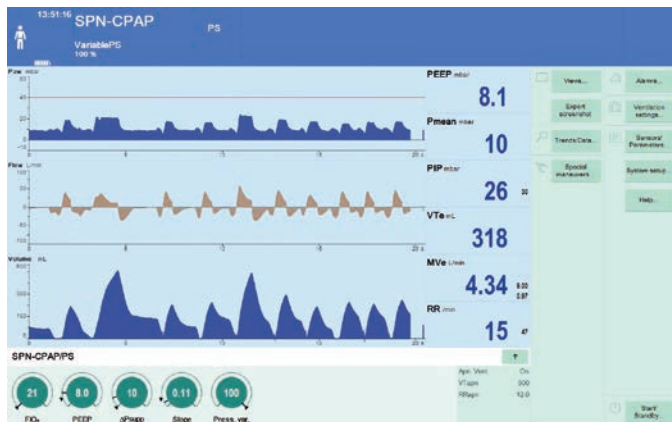 13:51:16 SPN-CPAP PS
VariablePS
100 %
Paw mbar
Flow L/min
Volume mL
PEEP mbar
8.1
Pmean mbar
10
PIP mbar
26 30
VTe mL
318
MVe L/min
4.34
RR /min
15
Views...
Alarms...
Export
screenshot
Ventilation
settings...
Trends/Data...
Sensors/
Parameters...
Special
maneuvers...
System setup...
Help...
SPN-CPAP/PS
21 8.0 10 0.11 100
FiO₂ PEEP ΔPsupp Slope Press. var.
Apn. Vent. On
VTapn 500
RRapn 12.0
Start/
Standby...